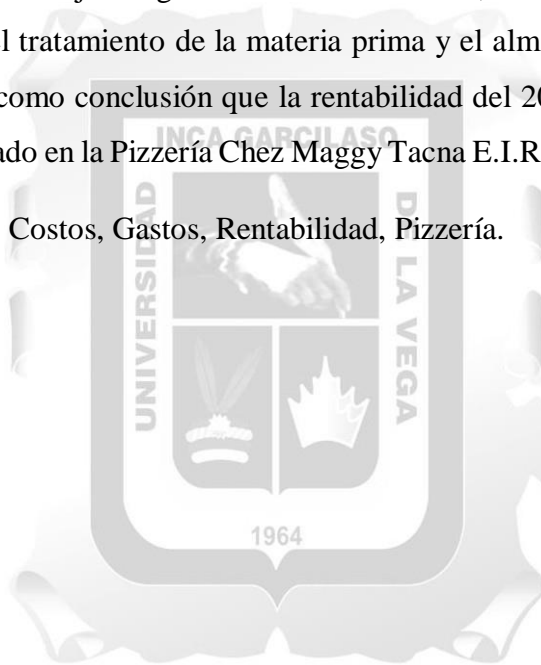 el tratamiento de la materia prima y el alm
como conclusión que la rentabilidad del 20
ado en la Pizzería Chez Maggy Tacna E.I.R
Costos, Gastos, Rentabilidad, Pizzería.
INCA GARCILASO
UNIVERSIDAD
DE LA VEGA
1964